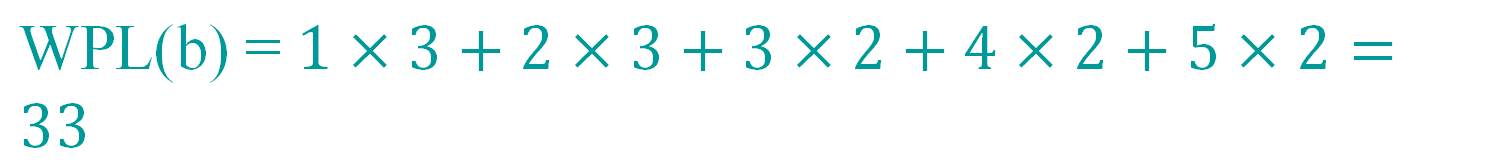 WPL(b) = 1 × 3 + 2 × 3 + 3 × 2 + 4 × 2 + 5 × 2 =
33